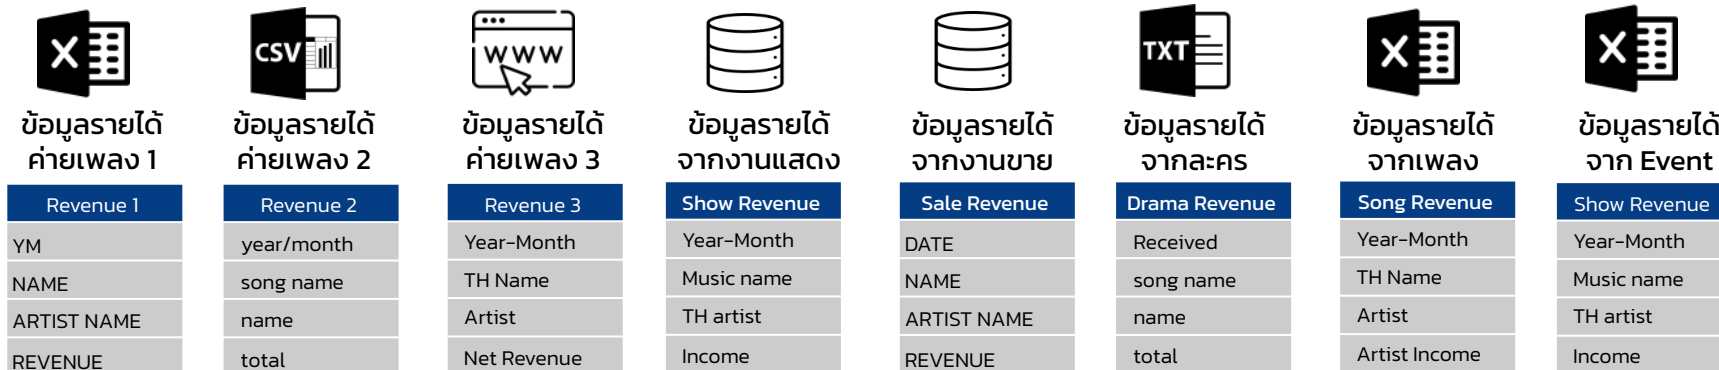 X
CSV
WWW
TXT
X
X
ข้อมูลรายได้
ค่ายเพลง 1
ข้อมูลรายได้
ค่ายเพลง 2
ข้อมูลรายได้
ค่ายเพลง 3
ข้อมูลรายได้
จากงานแสดง
ข้อมูลรายได้
จากงานขาย
ข้อมูลรายได้
จากละคร
ข้อมูลรายได้
จากเพลง
ข้อมูลรายได้
จาก Event
Revenue 1
YM
NAME
ARTIST NAME
REVENUE
Revenue 2
year/month
song name
name
total
Revenue 3
Year-Month
TH Name
Artist
Net Revenue
Show Revenue
Year-Month
Music name
TH artist
Income
Sale Revenue
DATE
NAME
ARTIST NAME
REVENUE
Drama Revenue
Received
song name
name
total
Song Revenue
Year-Month
TH Name
Artist
Artist Income
Show Revenue
Year-Month
Music name
TH artist
Income